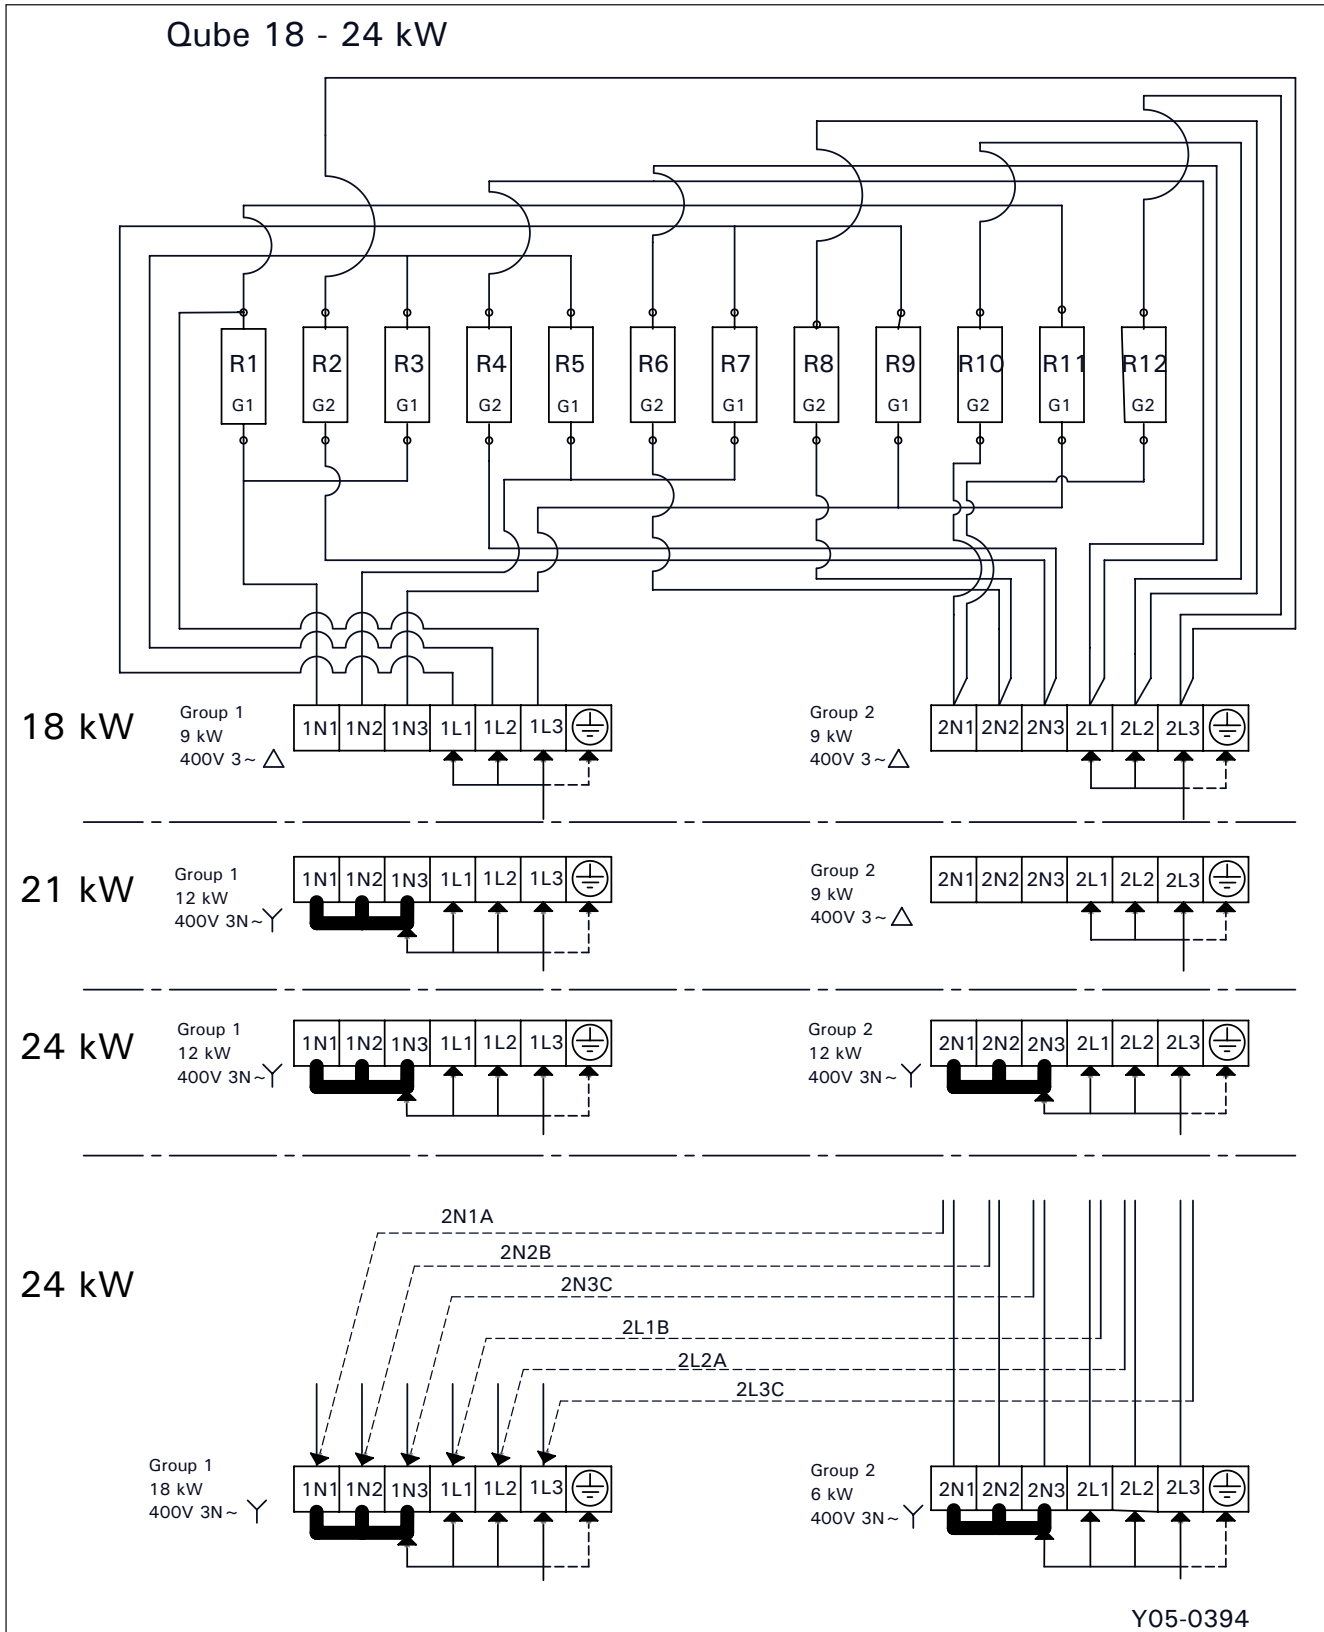 Qube 18 - 24 kW
R1 R2 R3 R4 R5 R6 R7 R8 R9 R10 R11 R12
G1 G2 G1 G2 G1 G2 G1 G2 G1 G2 G1 G2
18 kW
Group 1
9 kW
400V 3~
1N1 1N2 1N3 1L1 1L2 1L3
Group 2
9 kW
400V 3~
2N1 2N2 2N3 2L1 2L2 2L3
21 kW
Group 1
12 kW
400V 3N~
1N1 1N2 1N3 1L1 1L2 1L3
Group 2
9 kW
400V 3~
2N1 2N2 2N3 2L1 2L2 2L3
24 kW
Group 1
12 kW
400V 3N~
1N1 1N2 1N3 1L1 1L2 1L3
Group 2
12 kW
400V 3N~
2N1 2N2 2N3 2L1 2L2 2L3
24 kW
2N1A
2N2B
2N3C
2L1B
2L2A
2L3C
Group 1
18 kW
400V 3N~
1N1 1N2 1N3 1L1 1L2 1L3
Group 2
6 kW
400V 3N~
2N1 2N2 2N3 2L1 2L2 2L3
Y05-0394